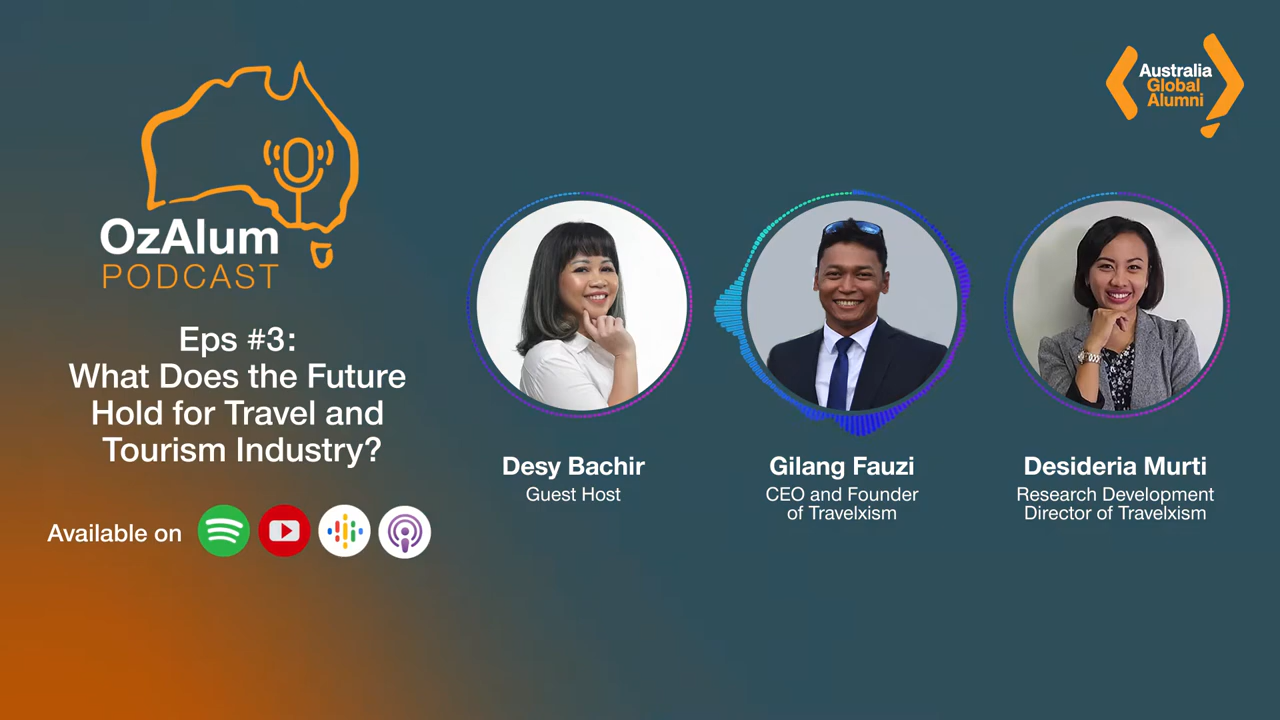 OzAlum
PODCAST
Eps #3:
What Does the Future
Hold for Travel and
Tourism Industry?
Available on
Australia
Global
Alumni
Desy Bachir
Guest Host
Gilang Fauzi
CEO and Founder
of Travelxism
Desideria Murti
Research Development
Director of Travelxism